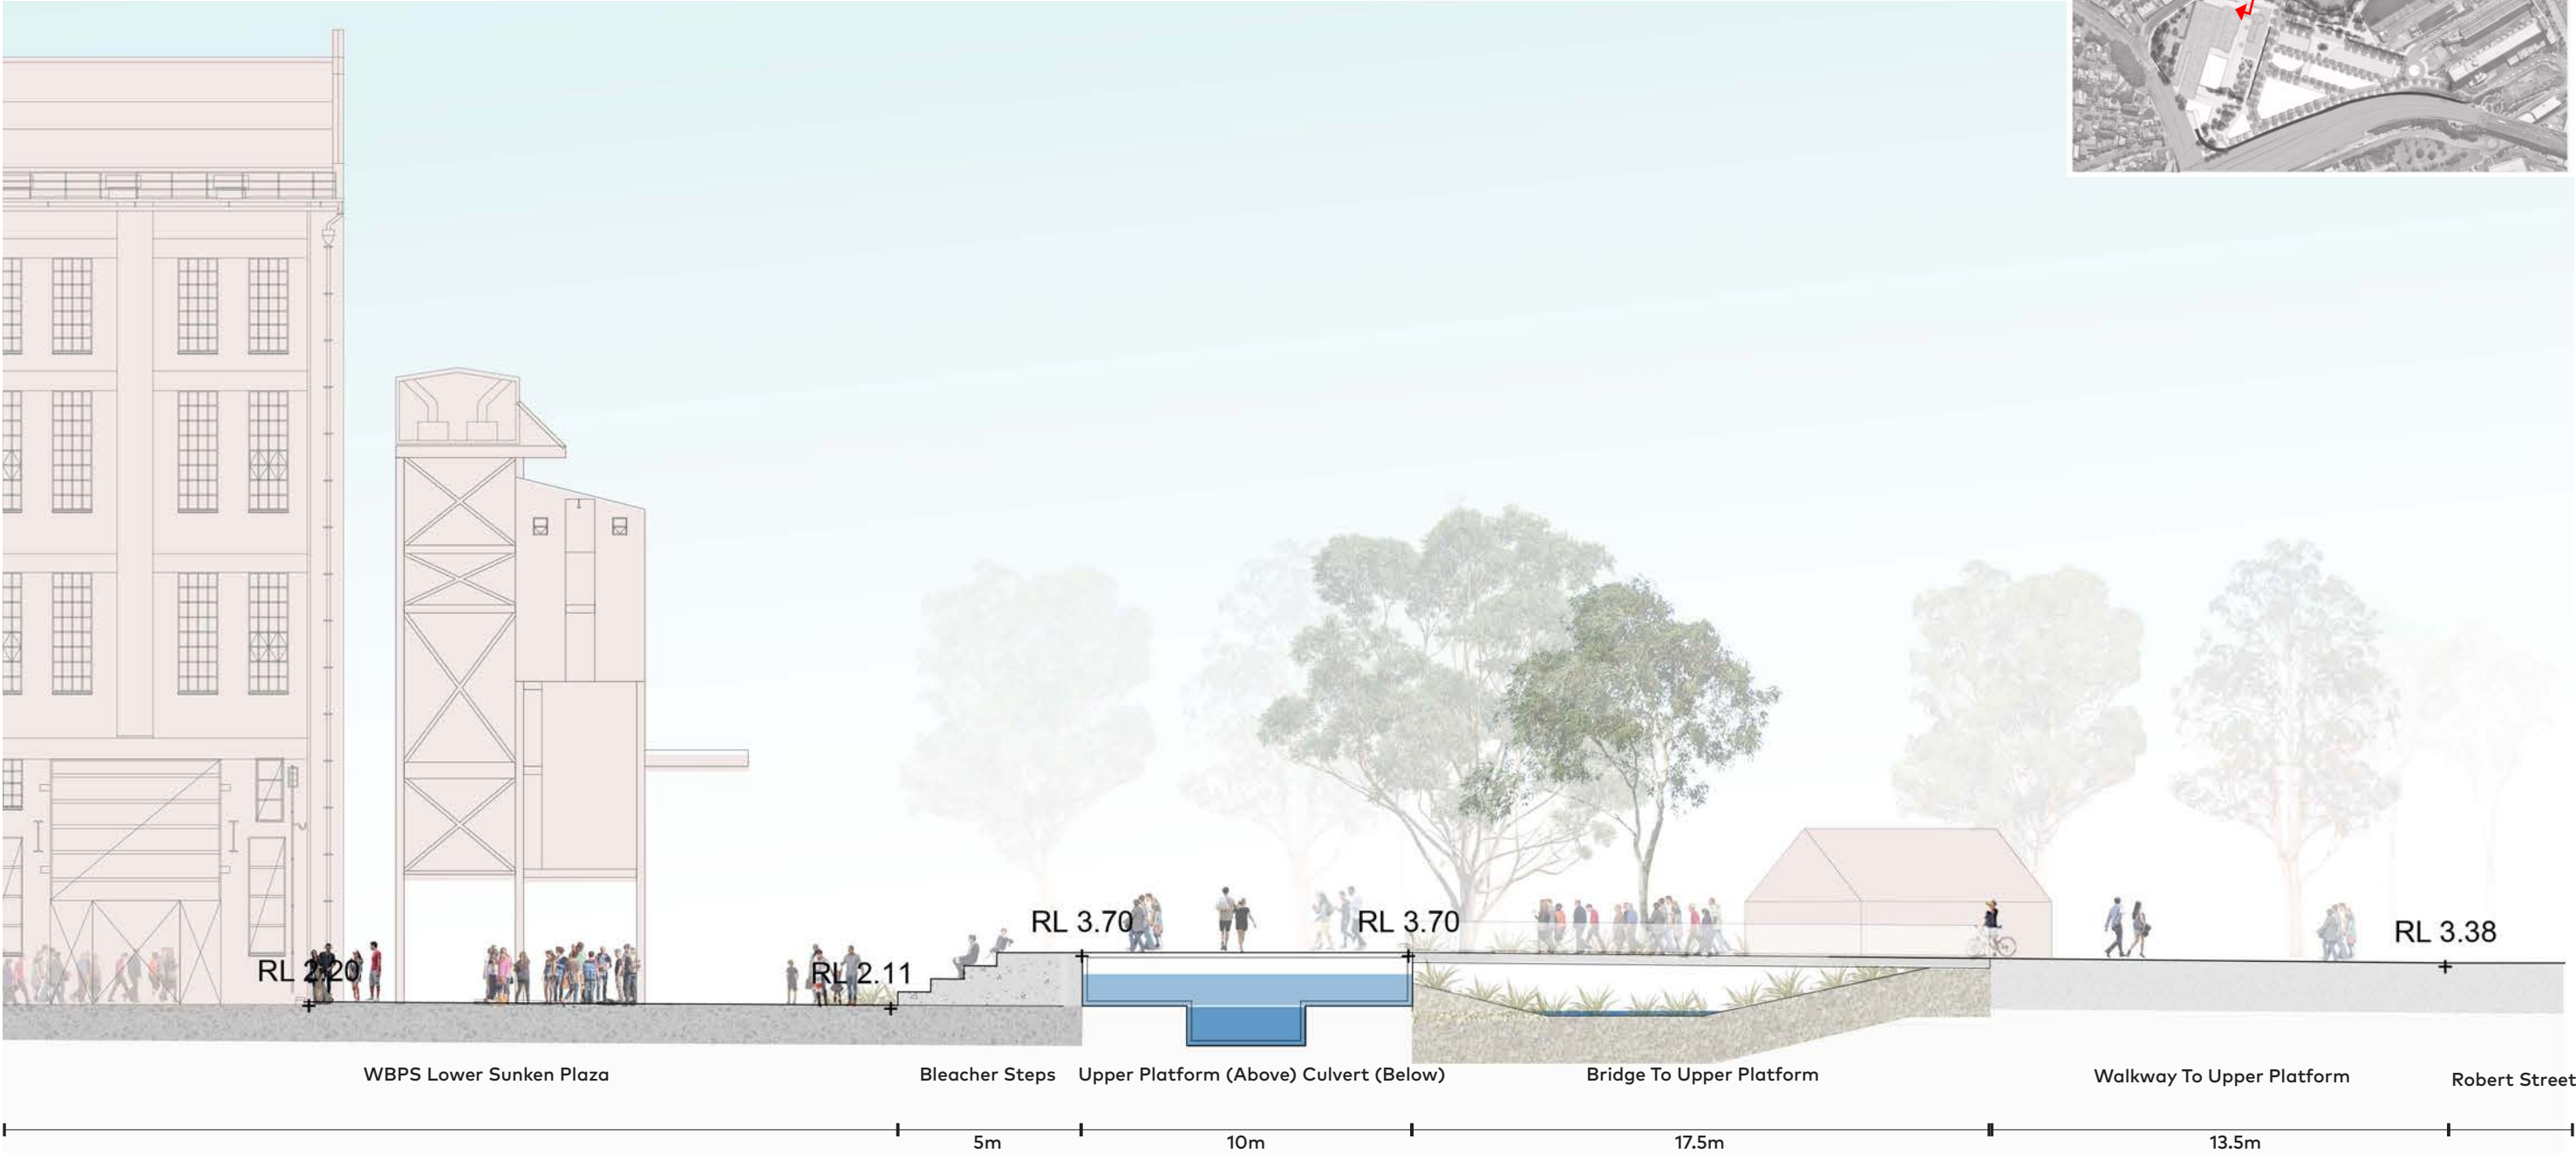 RL 3.70
RL 3.70
RL 3.38
RL 2.20
RL 2.11
WBPS Lower Sunken Plaza
Bleacher Steps
Upper Platform (Above) Culvert (Below)
Bridge To Upper Platform
Walkway To Upper Platform
Robert Street
5m
10m
17.5m
13.5m